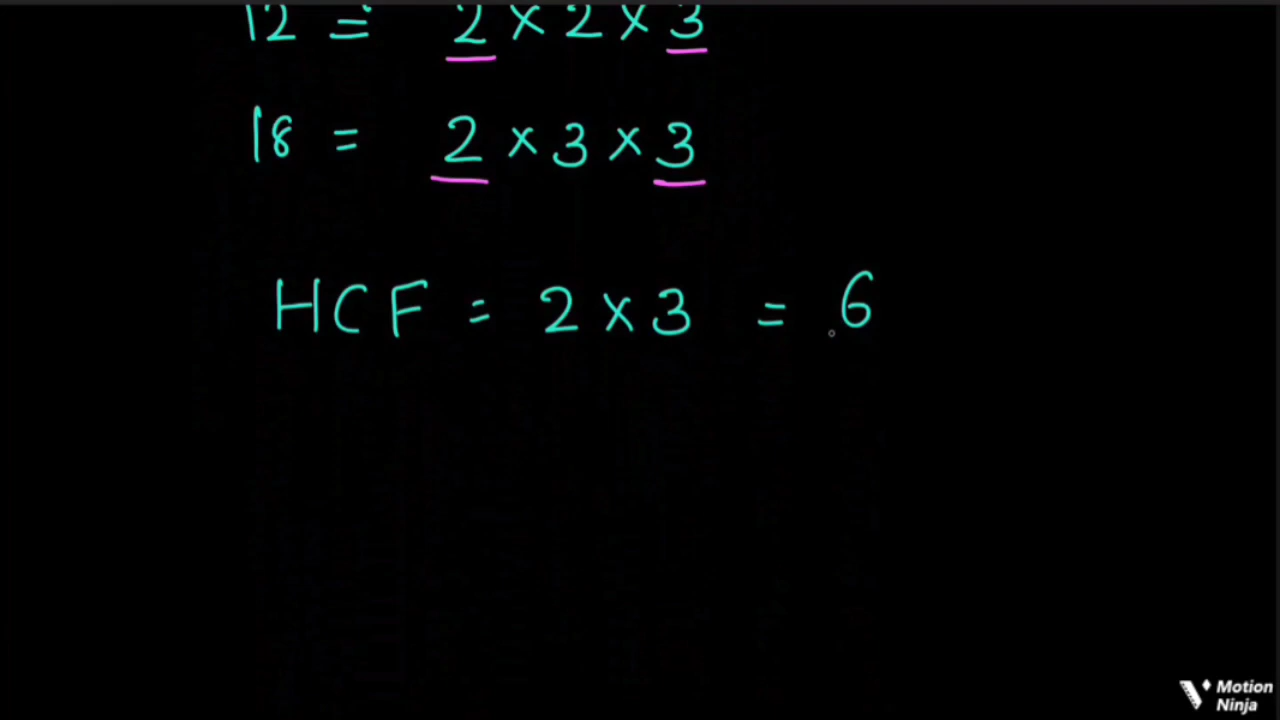 12 = 2 × 2 × 3
18 = 2 × 3 × 3
HCF = 2 × 3 = 6
Motion
Ninja